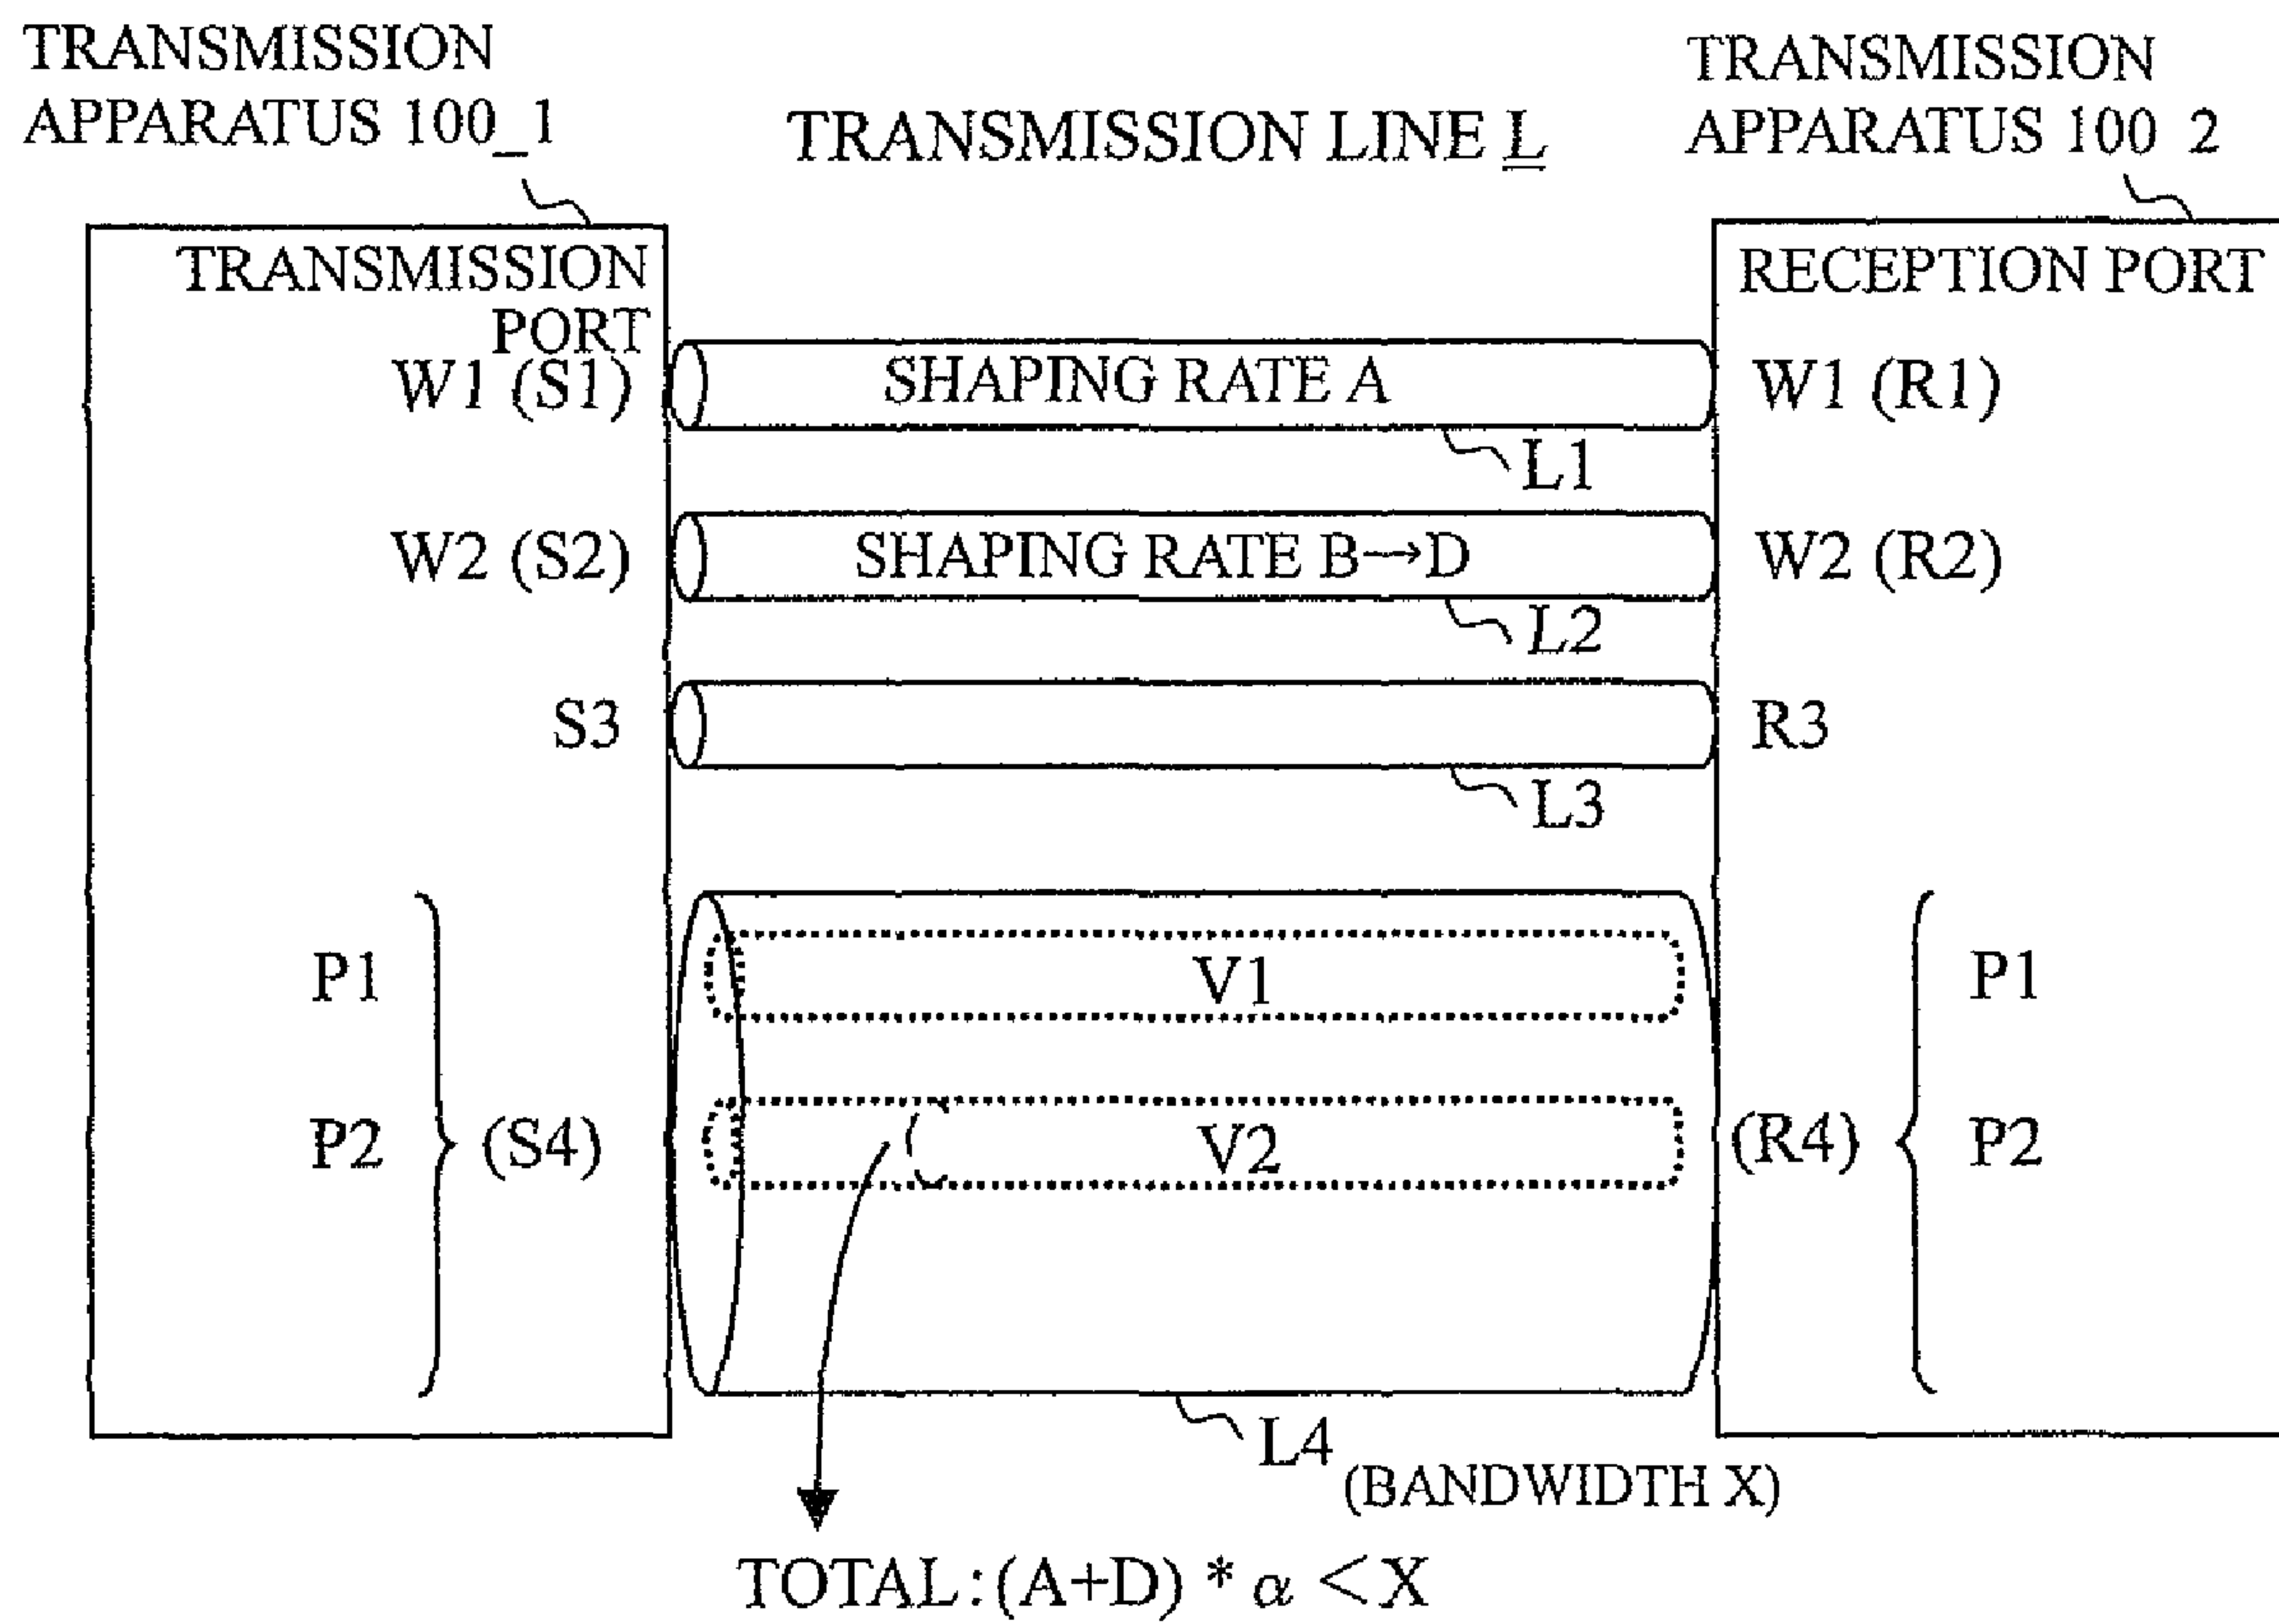 TRANSMISSION
APPARATUS 100_1
TRANSMISSION LINE L
TRANSMISSION
APPARATUS 100 2
TRANSMISSION
PORT
RECEPTION PORT
W1 (S1)
SHAPING RATE A
W1 (R1)
L1
W2 (S2)
SHAPING RATE B→D
W2 (R2)
L2
S3
R3
L3
P1
V1
P1
P2
(S4)
V2
(R4)
P2
L4
(BANDWIDTH X)
TOTAL:(A+D) * α <X